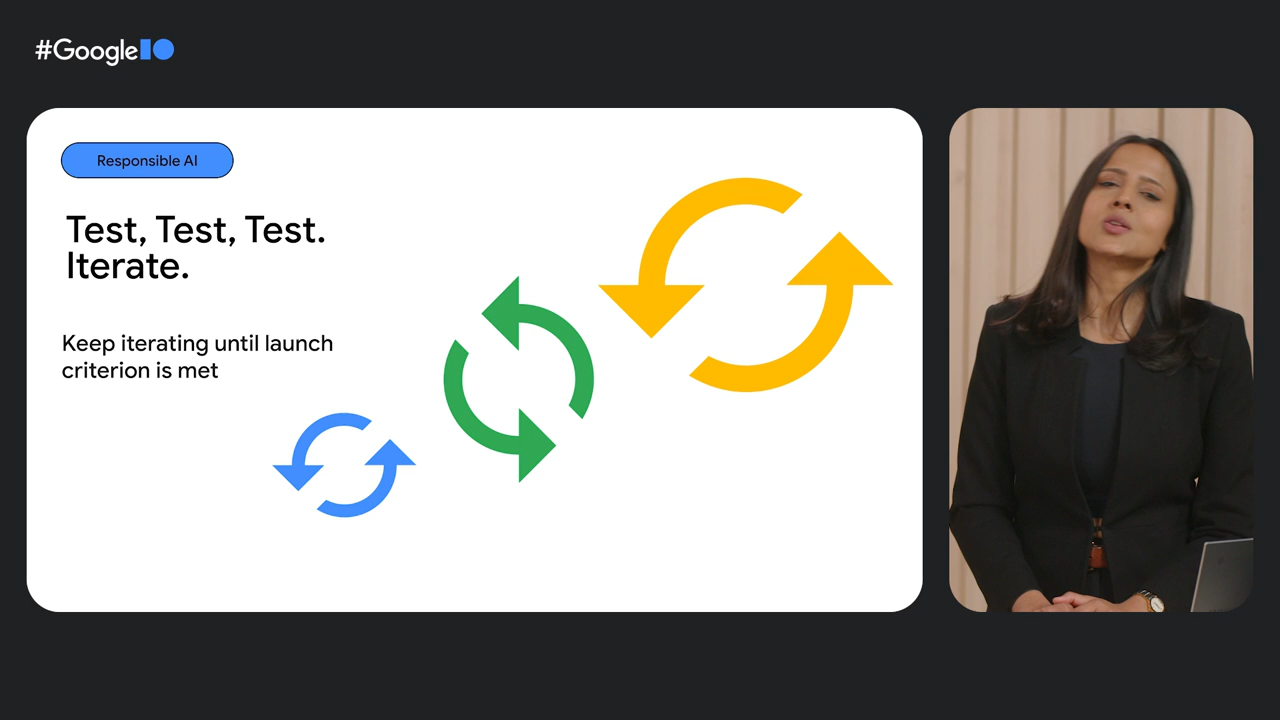 #GoogleIO
Responsible AI
Test, Test, Test.
Iterate.
Keep iterating until launch
criterion is met